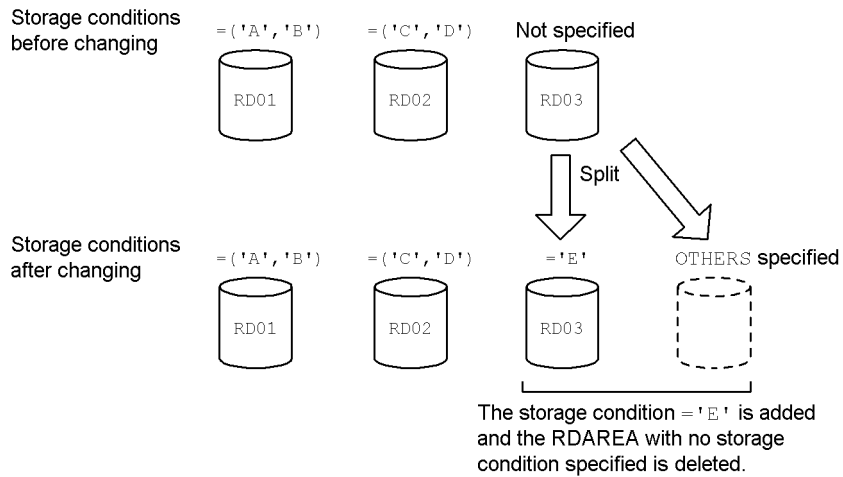 Storage conditions
before changing
=('A','B')
=('C','D')
Not specified
RD01
RD02
RD03
Split
Storage conditions
after changing
=('A','B')
=('C','D')
='E'
OTHERS specified
RD01
RD02
RD03
The storage condition ='E' is added
and the RDAREA with no storage
condition specified is deleted.